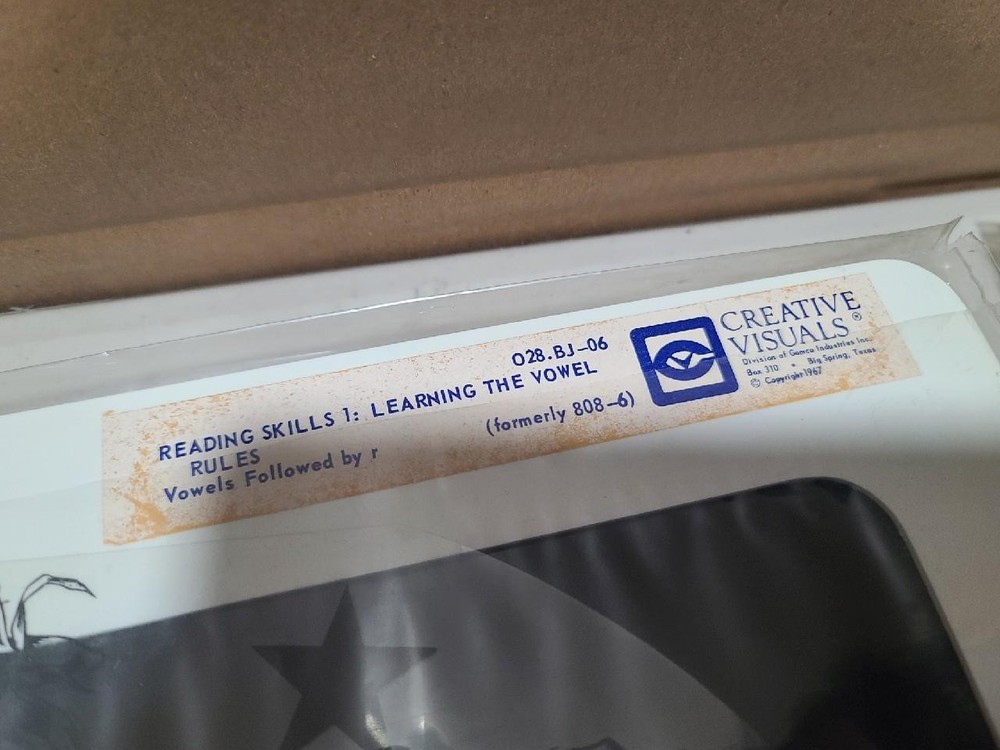 O28.BJ-06
READING SKILLS 1: LEARNING THE VOWEL
RULES
(formerly 808-6)
Vowels Followed by r
CREATIVE
VISUALS®
Division of Gamco Industries Inc.
Box 310 • Big Spring, Texas
© Copyright 1967